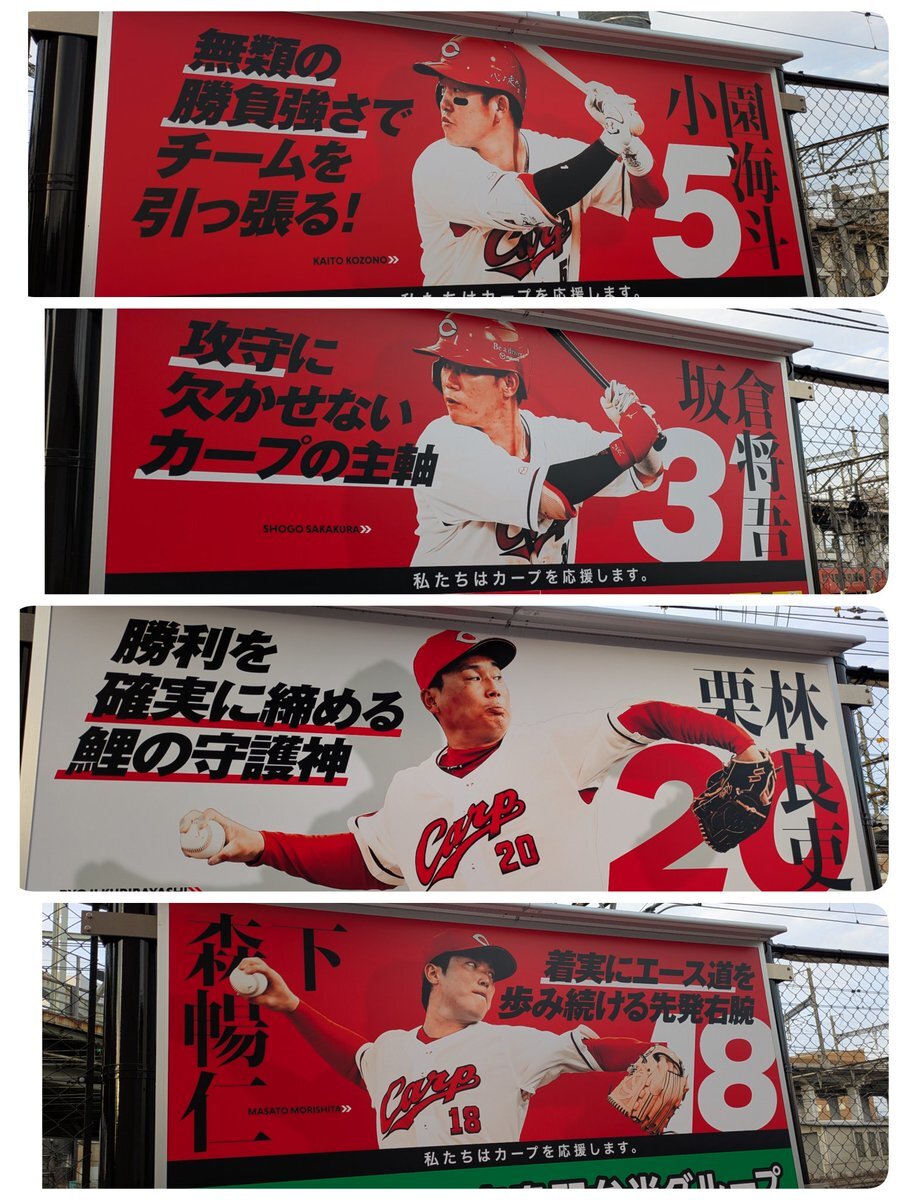 無類の
勝負強さで
チームを
引っ張る!
KAITO KOZONO
小園海斗
5
Carp
私たちはカープを応援します。
攻守に
欠かせない
カープの主軸
SHOGO SAKAKURA
坂倉将吾
31
Carp
私たちはカープを応援します。
勝利を
確実に締める
鯉の守護神
RYOJI KURIBAYASHI
栗林良吏
20
Carp
20
森下暢仁
着実にエース道を
歩み続ける先発右腕
18
MASATO MORISHITA
Carp
18
私たちはカープを応援します。